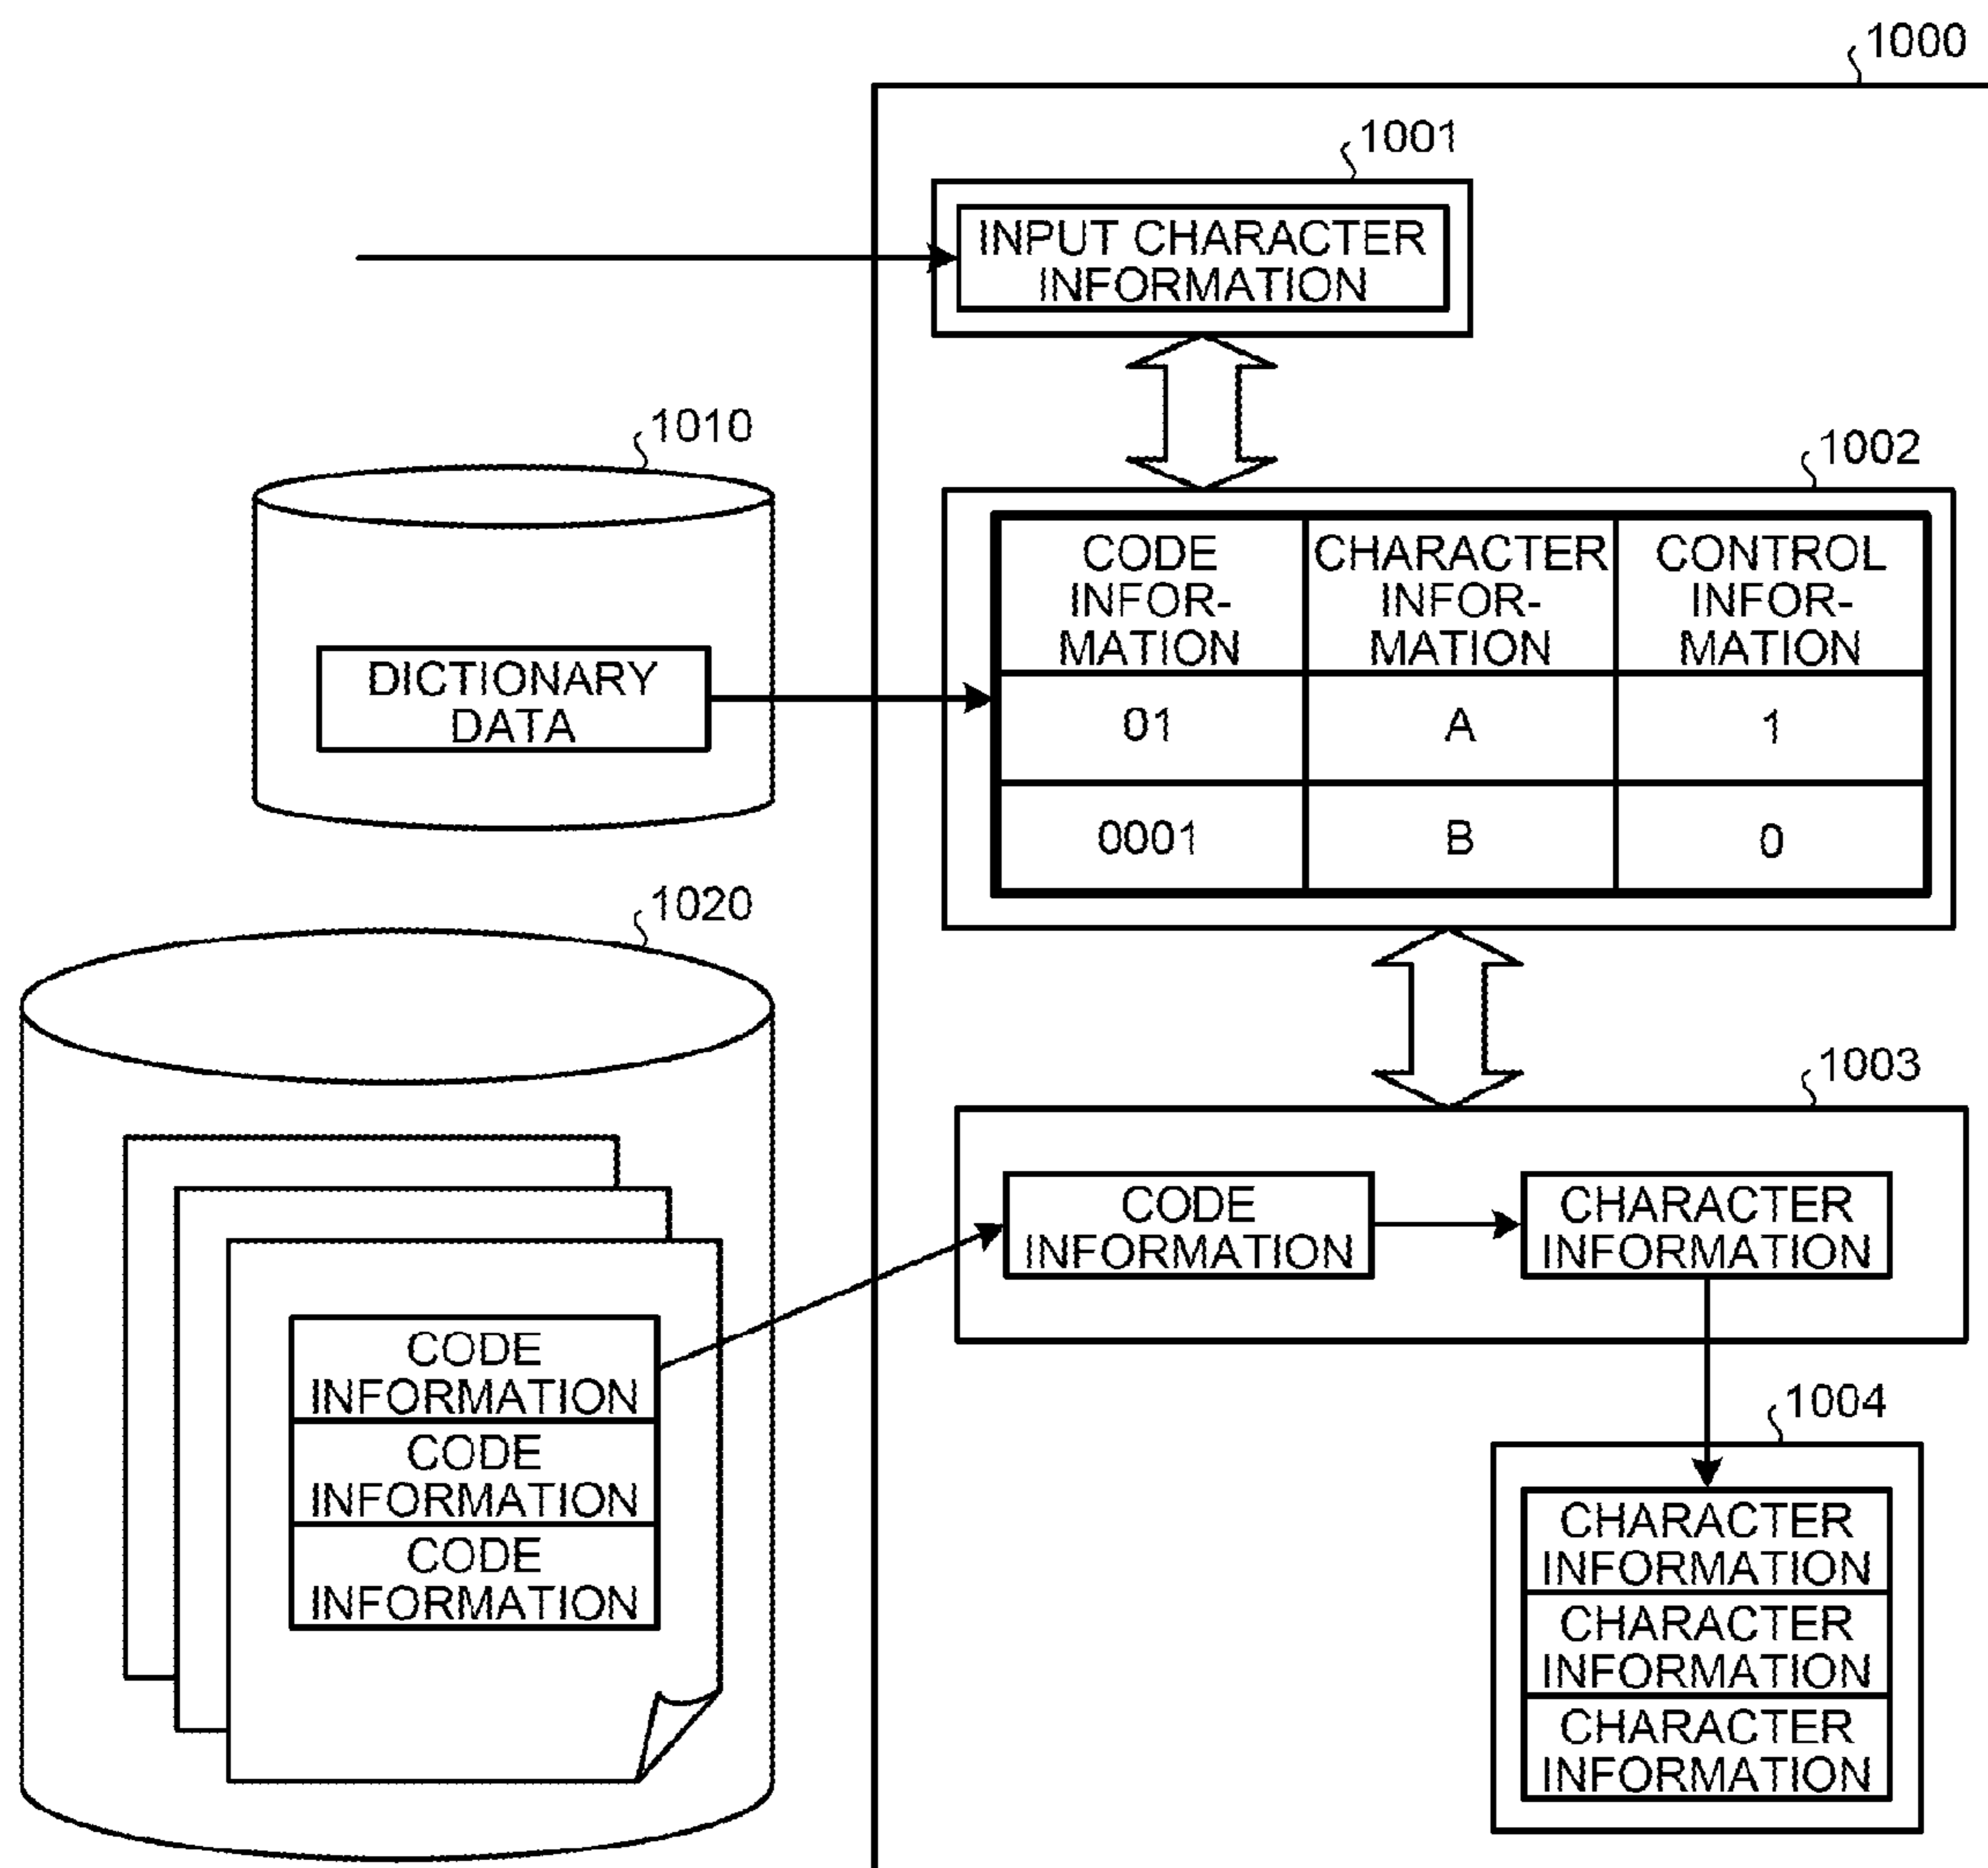 1000
1001
INPUT CHARACTER
INFORMATION
1010
DICTIONARY
DATA
1002
CODE
INFOR-
MATION
CHARACTER
INFOR-
MATION
CONTROL
INFOR-
MATION
01
A
1
0001
B
0
1020
CODE
INFORMATION
CODE
INFORMATION
CODE
INFORMATION
1003
CODE
INFORMATION
CHARACTER
INFORMATION
1004
CHARACTER
INFORMATION
CHARACTER
INFORMATION
CHARACTER
INFORMATION